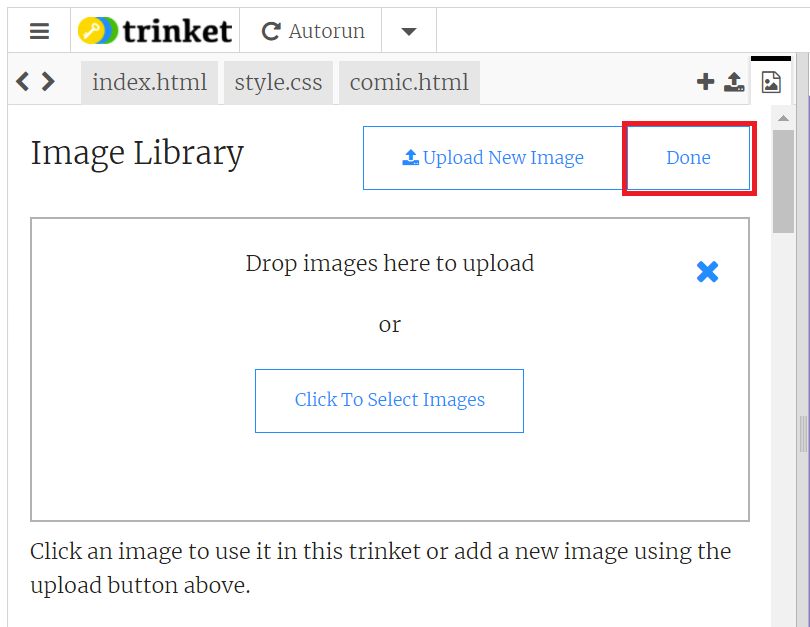 trinket Autorun
index.html style.css comic.html
Image Library
Upload New Image Done
Drop images here to upload
or
Click To Select Images
Click an image to use it in this trinket or add a new image using the
upload button above.